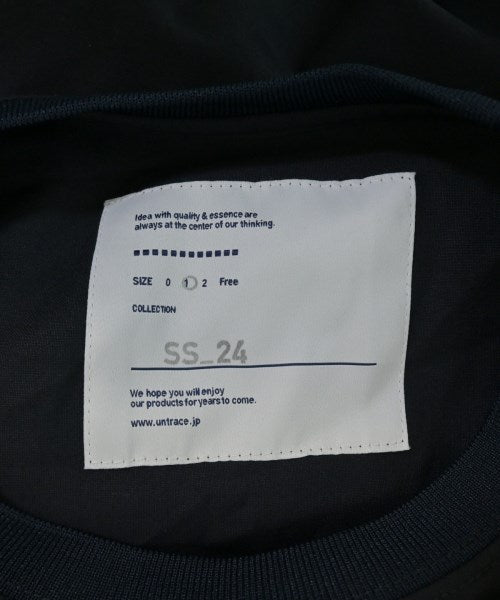 Idea with quality & essence are
always at the center of our thinking.
SIZE 0 1 2 Free
COLLECTION
SS_24
We hope you will enjoy
our products for years to come.
www.untrace.jp